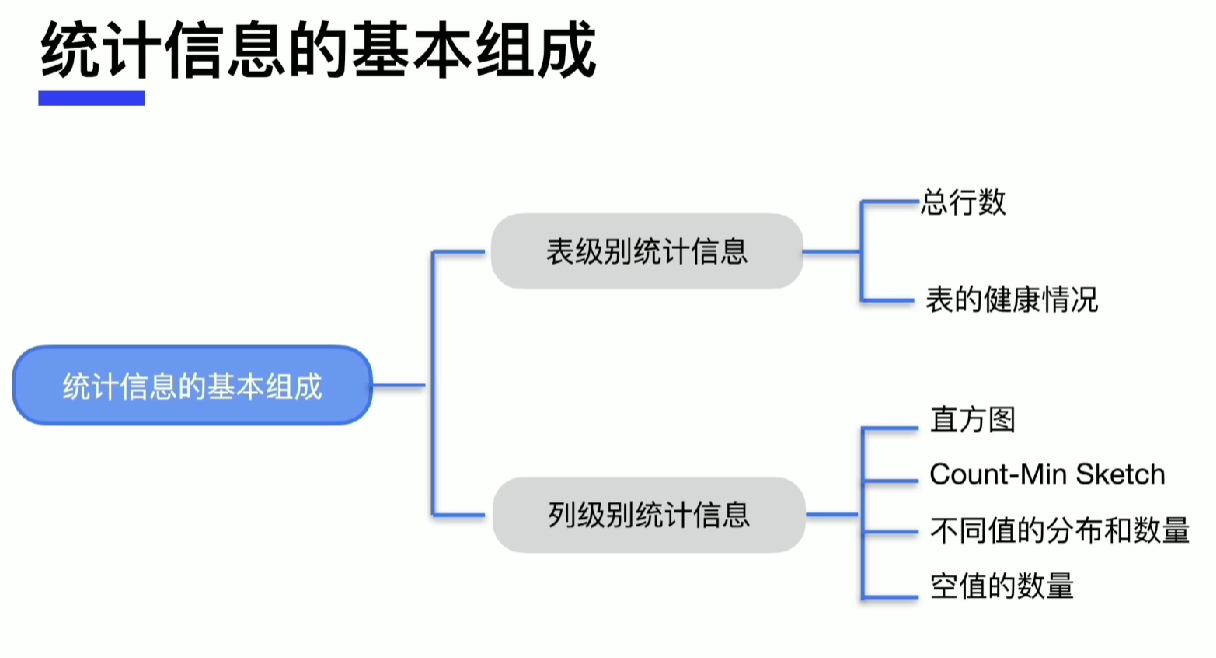 统计信息的基本组成
总行数
表级别统计信息
表的健康情况
统计信息的基本组成
直方图
Count-Min Sketch
列级别统计信息
不同值的分布和数量
空值的数量